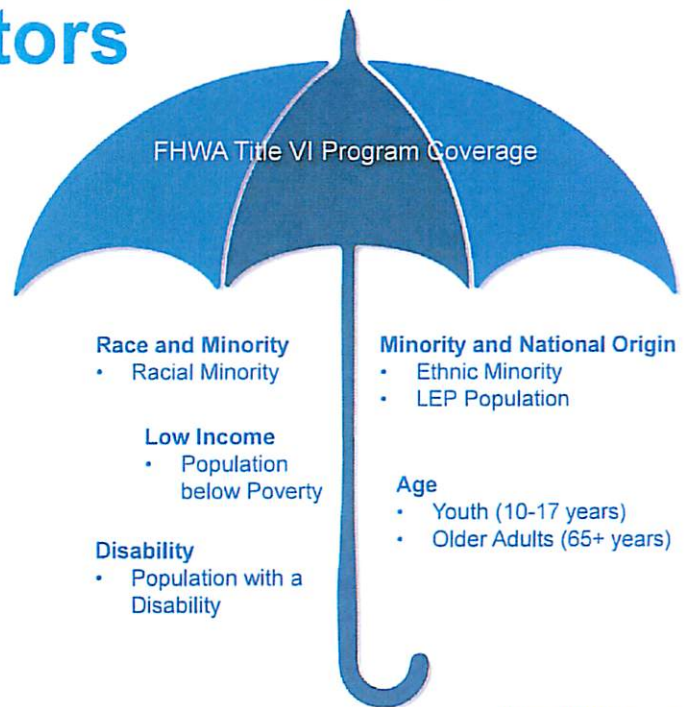 tors
FHWA Title VI Program Coverage
Race and Minority
• Racial Minority
Low Income
• Population
below Poverty
Disability
• Population with a
Disability
Minority and National Origin
• Ethnic Minority
• LEP Population
Age
• Youth (10-17 years)
• Older Adults (65+ years)